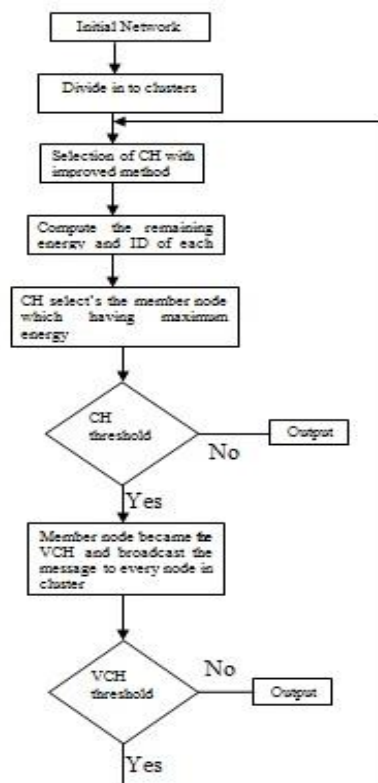 Initial Network
Divide in to clusters
Selection of CH with
improved method
Compute the remaining
energy and ID of each
CH select's the member node
which having maximum
energy
CH
threshold
No
Output
Yes
Member node became the
VCH and broadcast the
message to every node in
cluster
VCH
threshold
No
Output
Yes